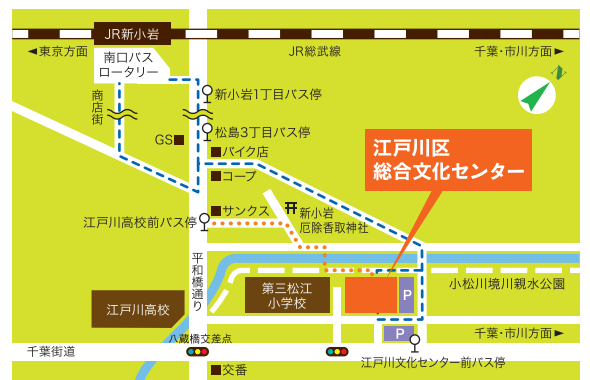 JR新小岩
◀東京方面
JR総武線
千葉・市川方面▶
南口バス
ロータリー
N
商店街
新小岩1丁目バス停
松島3丁目バス停
GS
バイク店
江戸川区
総合文化センター
コープ
サンクス
新小岩
厄除香取神社
江戸川高校前バス停
平和橋通り
第三松江
小学校
P
小松川境川親水公園
江戸川高校
八蔵橋交差点
P
千葉・市川方面▶
千葉街道
江戸川文化センター前バス停
交番